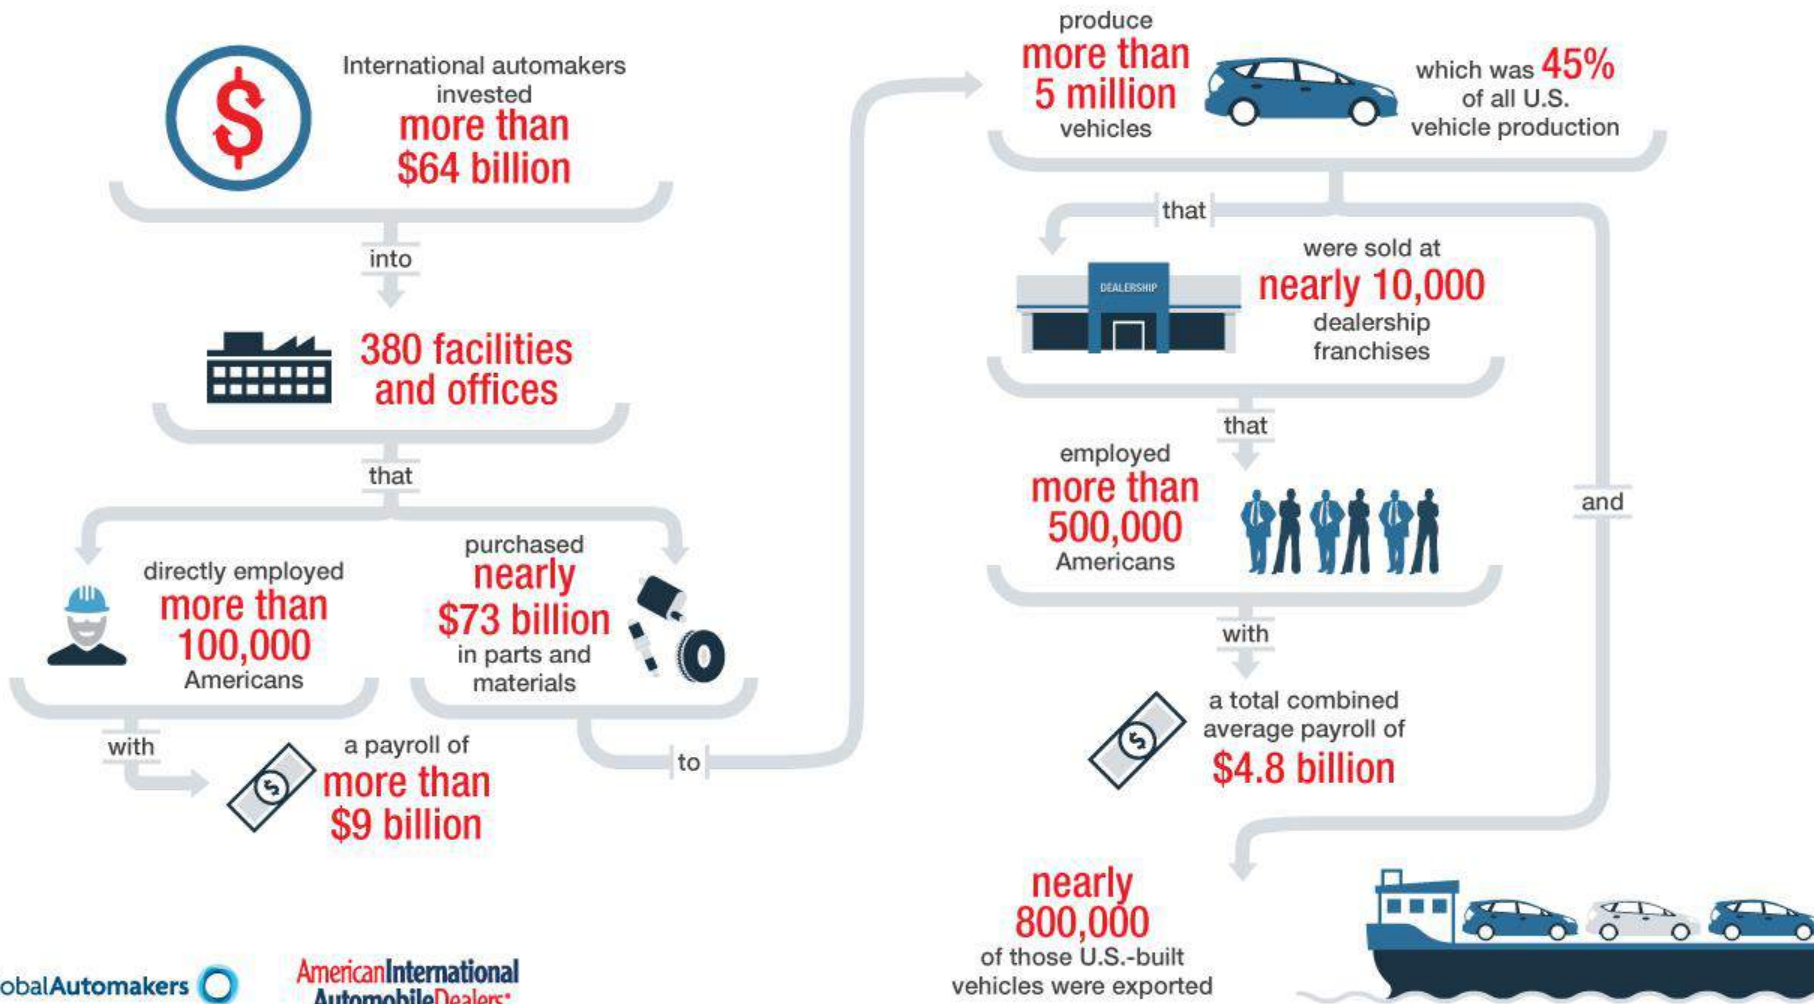 International automakers
invested
more than
$64 billion
into
380 facilities
and offices
that
directly employed
more than
100,000
Americans
with
a payroll of
more than
$9 billion
purchased
nearly
$73 billion
in parts and
materials
to
produce
more than
5 million
vehicles
which was 45%
of all U.S.
vehicle production
that
DEALERSHIP
were sold at
nearly 10,000
dealership
franchises
that
employed
more than
500,000
Americans
with
a total combined
average payroll of
$4.8 billion
and
nearly
800,000
of those U.S.-built
vehicles were exported
obalAutomakers
AmericanInternational
AutomobileDealers